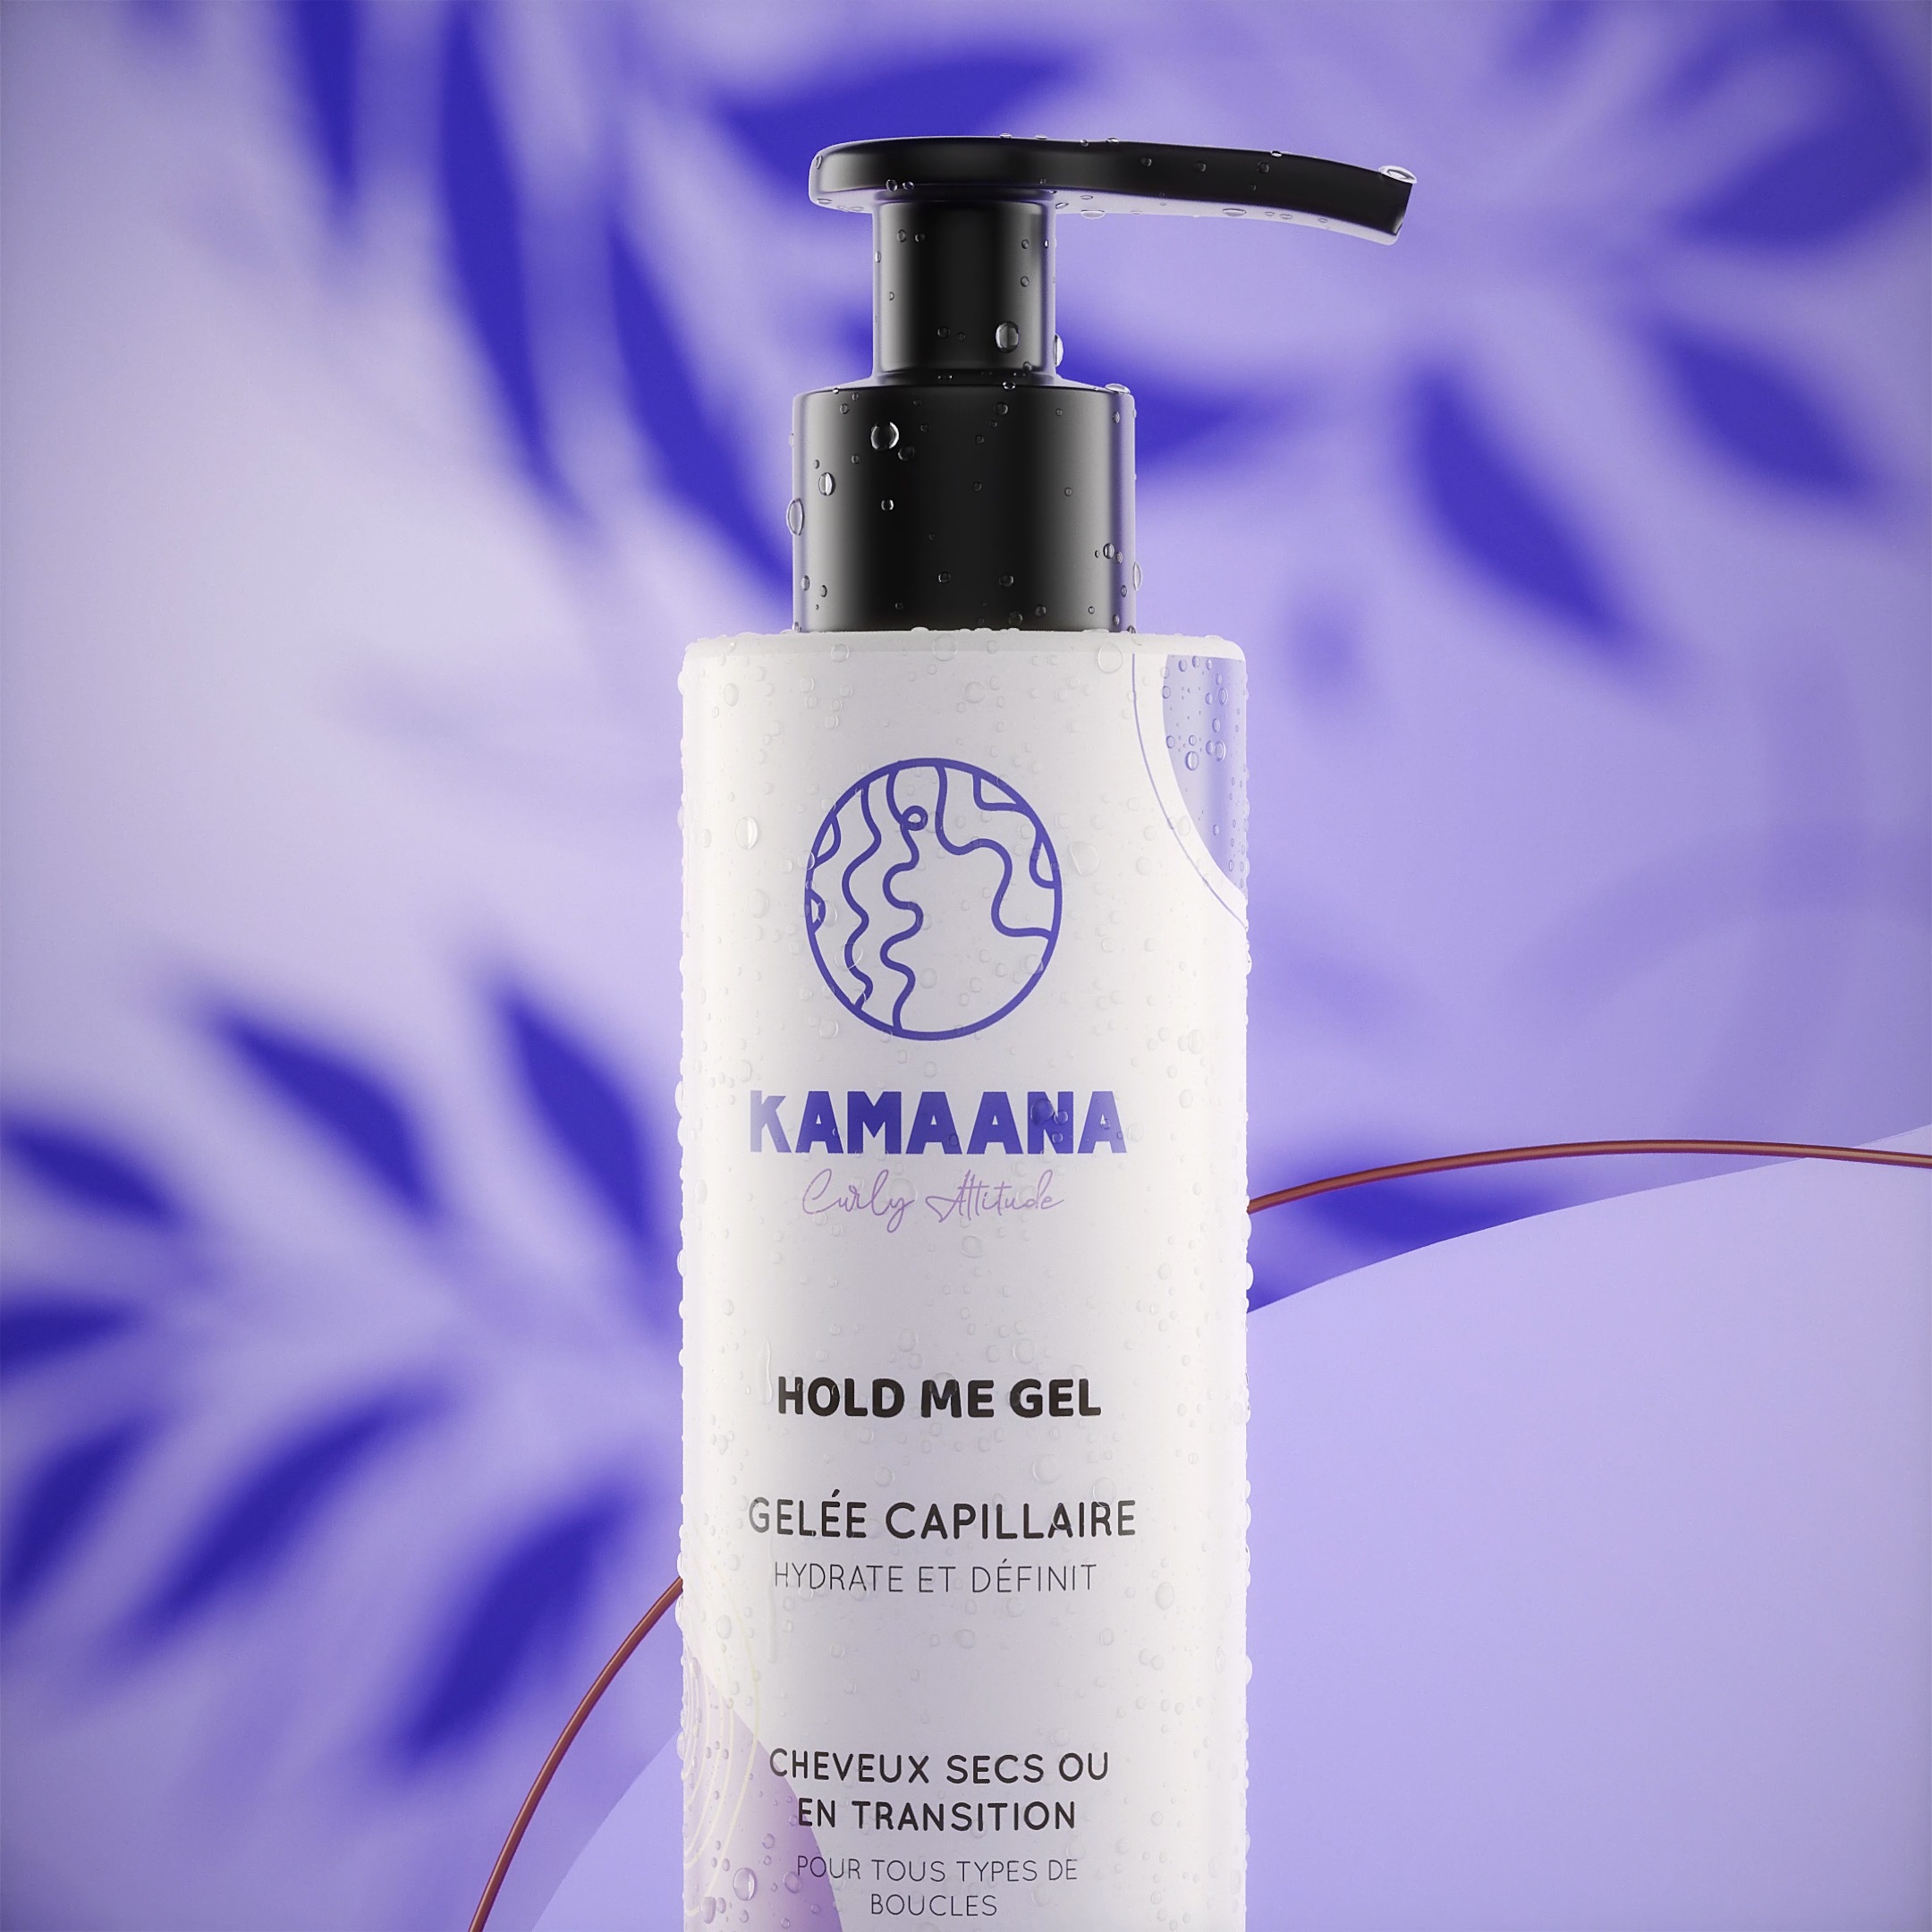 KAMAANA
Curly Attitude
HOLD ME GEL
GELÉE CAPILLAIRE
HYDRATE ET DÉFINIT
CHEVEUX SECS OU
EN TRANSITION
POUR TOUS TYPES DE
BOUCLES